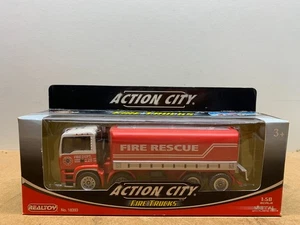 ACTION CITY.
3+
FIRE RESCUE
ACTION CITY.
FIRE TRUCKS
REALTOY
1:50